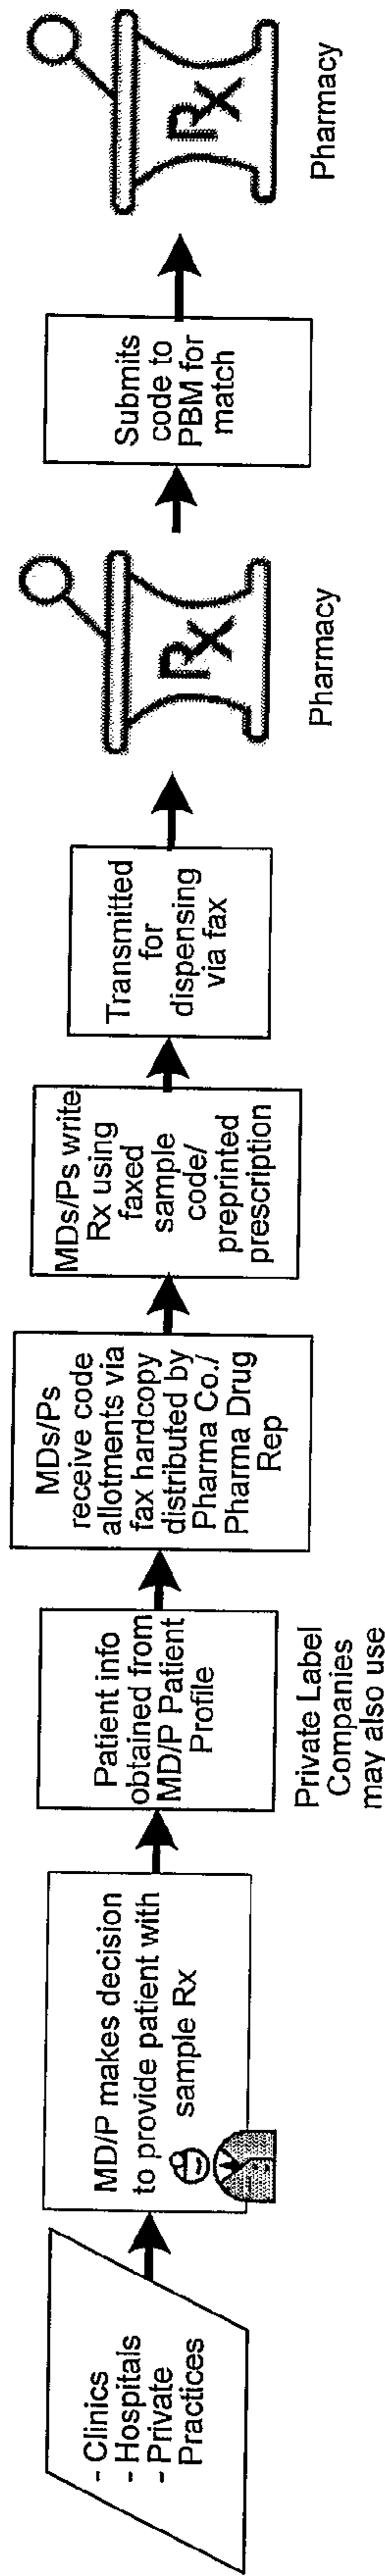 - Clinics
- Hospitals
- Private
Practices
MD/P makes decision
to provide patient with
sample Rx
Patient info
obtained from
MD/P Patient
Profile
Private Label
Companies
may also use
MDs/Ps
receive code
allotments via
fax hardcopy
distributed by
Pharma Co./
Pharma Drug
Rep
MDs/Ps write
Rx using
faxed
sample
code/
preprinted
prescription
Transmitted
for
dispensing
via fax
Rx
Pharmacy
Submits
code to
PBM for
match
Rx
Pharmacy